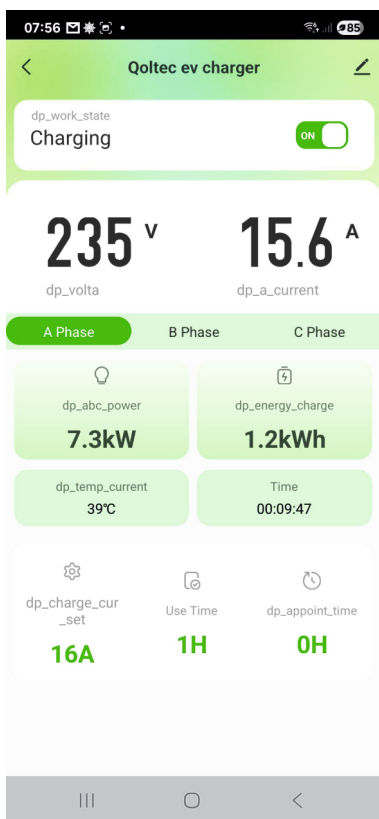 07:56
85
Qoltec ev charger
dp_work_state
Charging
ON
235 V
15.6 A
dp_volta
dp_a_current
A Phase
B Phase
C Phase
dp_abc_power
dp_energy_charge
7.3kW
1.2kWh
dp_temp_current
Time
39℃
00:09:47
dp_charge_cur
_set
Use Time
dp_appoint_time
16A
1H
0H